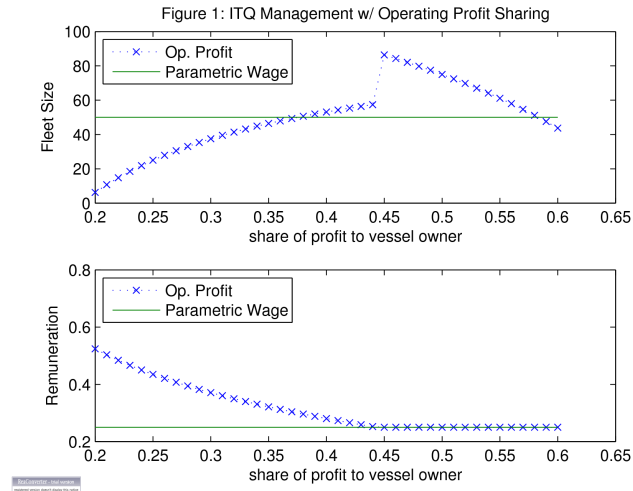 Figure 1: ITQ Management w/ Operating Profit Sharing
100
80
60
40
20
0
Fleet Size
Op. Profit
Parametric Wage
0.2 0.25 0.3 0.35 0.4 0.45 0.5 0.55 0.6 0.65
share of profit to vessel owner
0.8
0.6
0.4
0.2
Remuneration
Op. Profit
Parametric Wage
0.2 0.25 0.3 0.35 0.4 0.45 0.5 0.55 0.6 0.65
share of profit to vessel owner